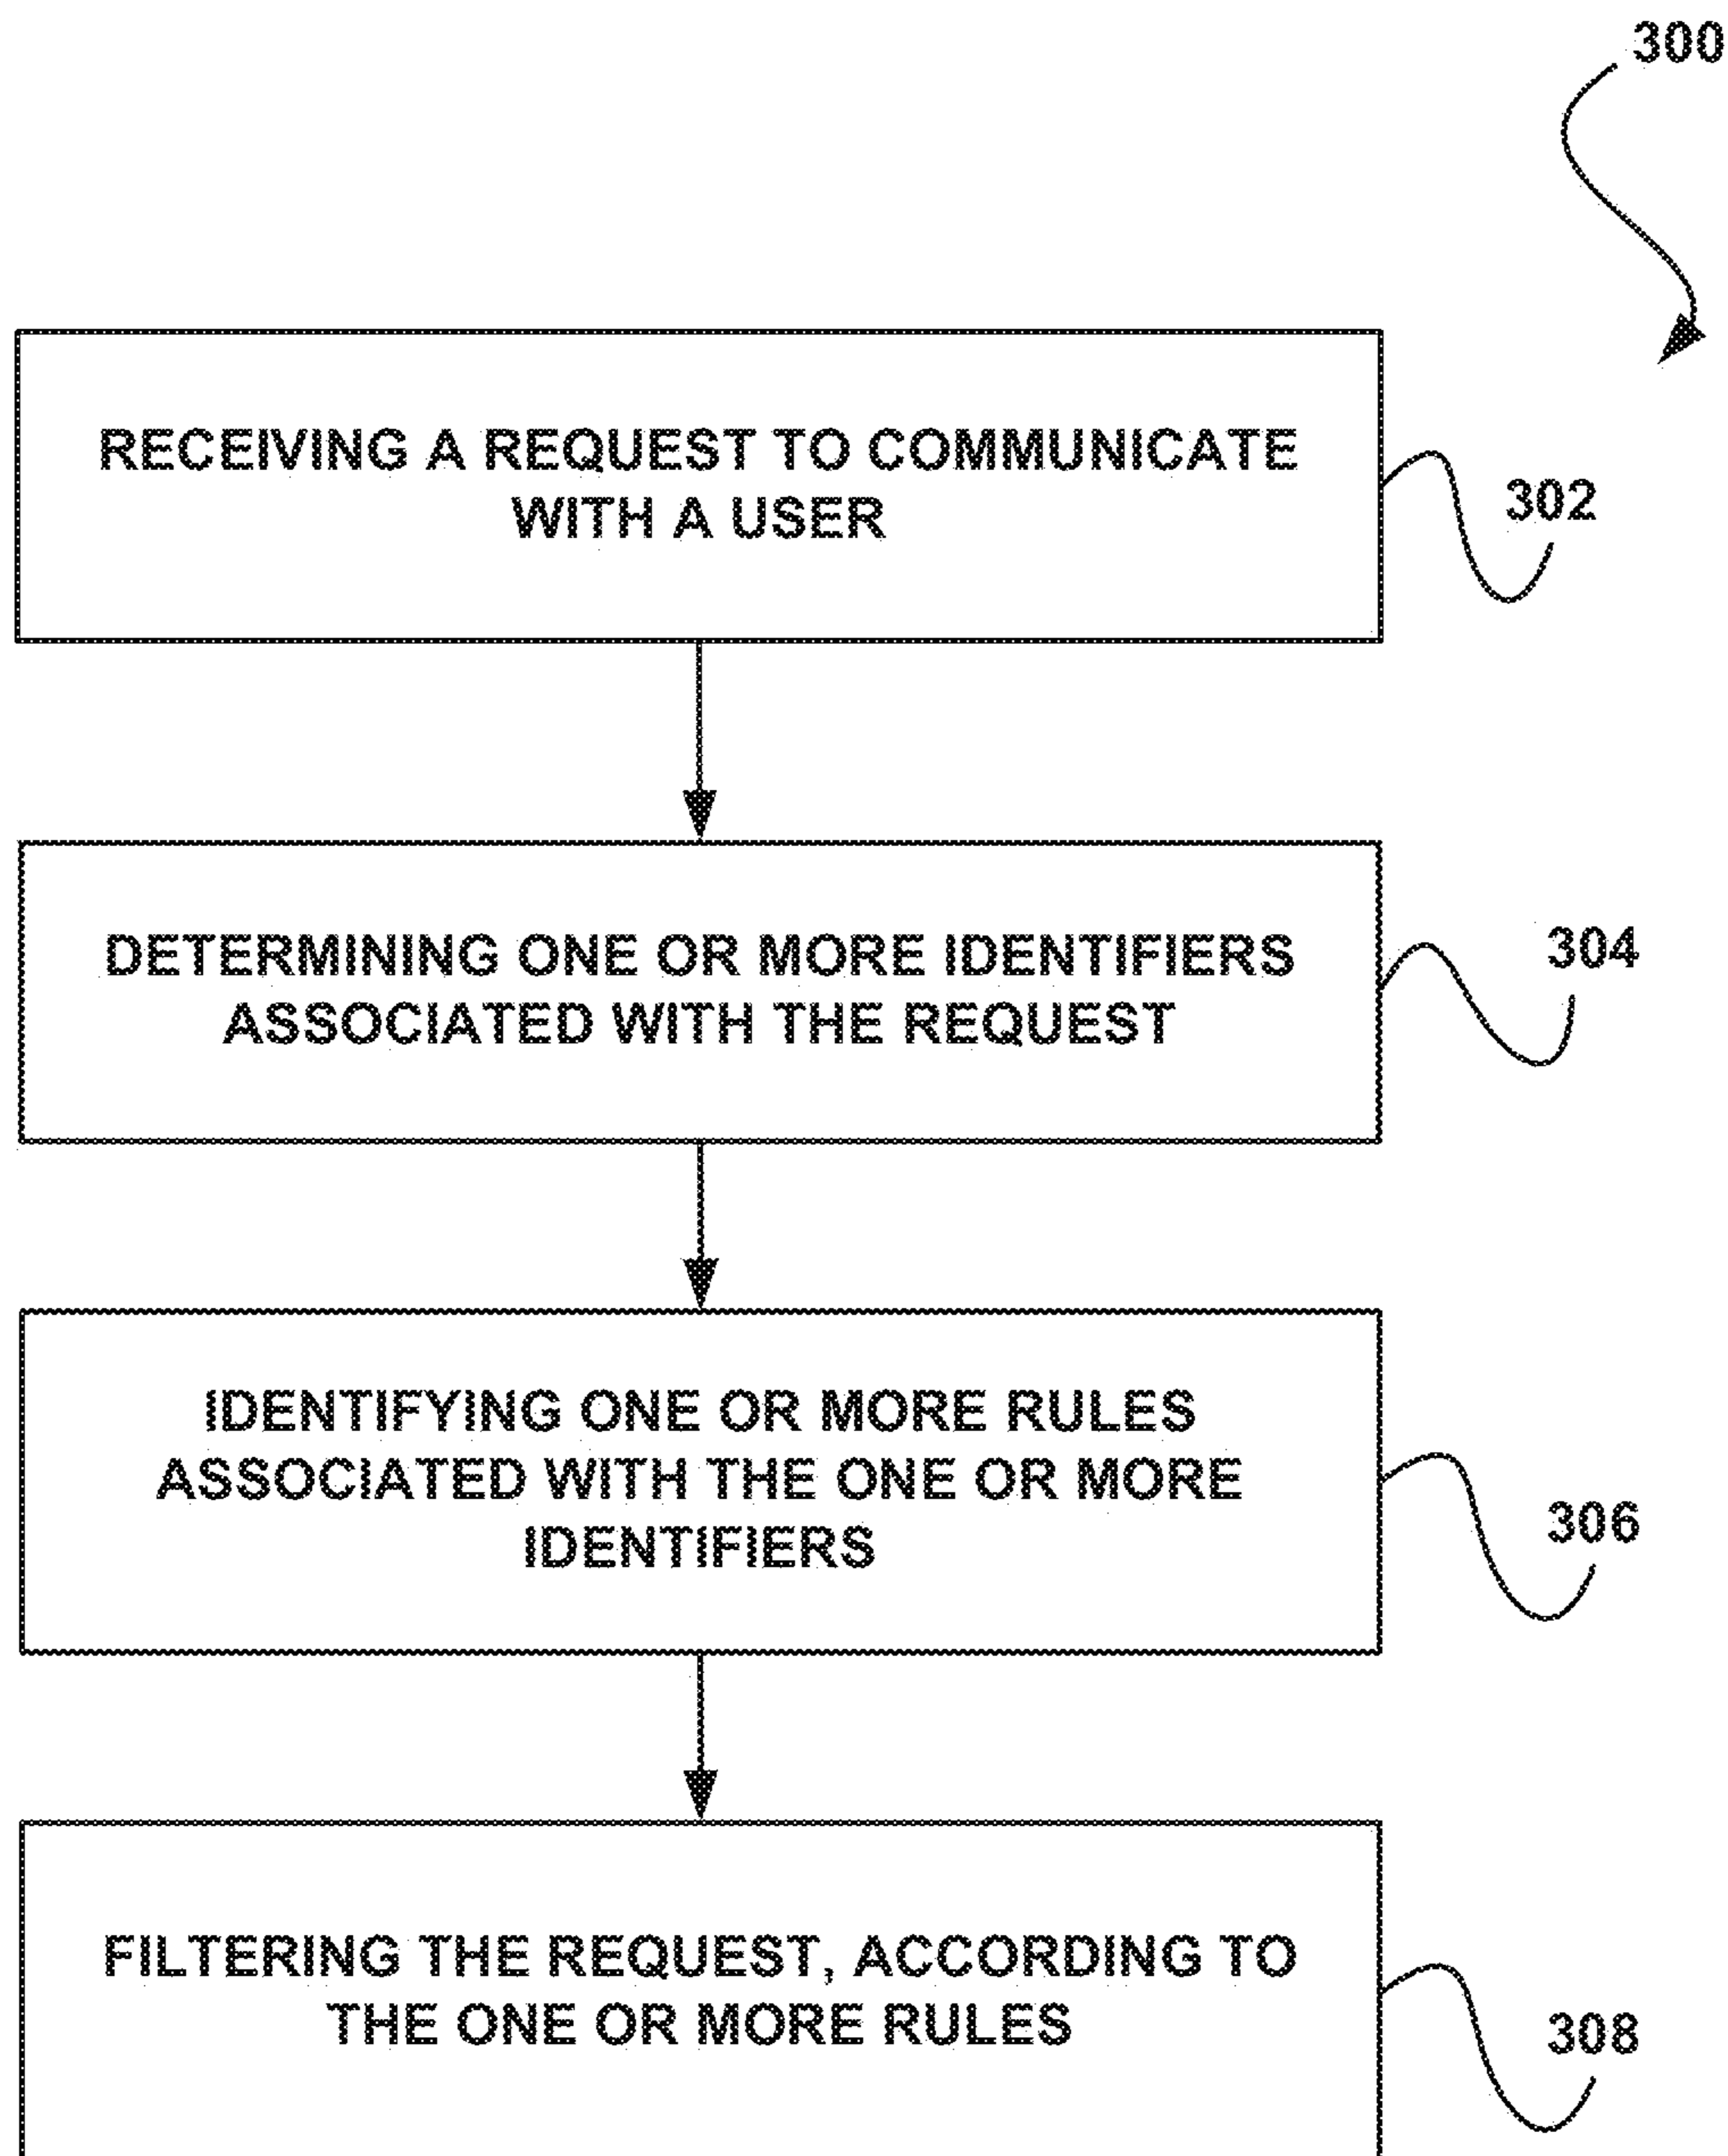 300
RECEIVING A REQUEST TO COMMUNICATE
WITH A USER
302
DETERMINING ONE OR MORE IDENTIFIERS
ASSOCIATED WITH THE REQUEST
304
IDENTIFYING ONE OR MORE RULES
ASSOCIATED WITH THE ONE OR MORE
IDENTIFIERS
306
FILTERING THE REQUEST, ACCORDING TO
THE ONE OR MORE RULES
308